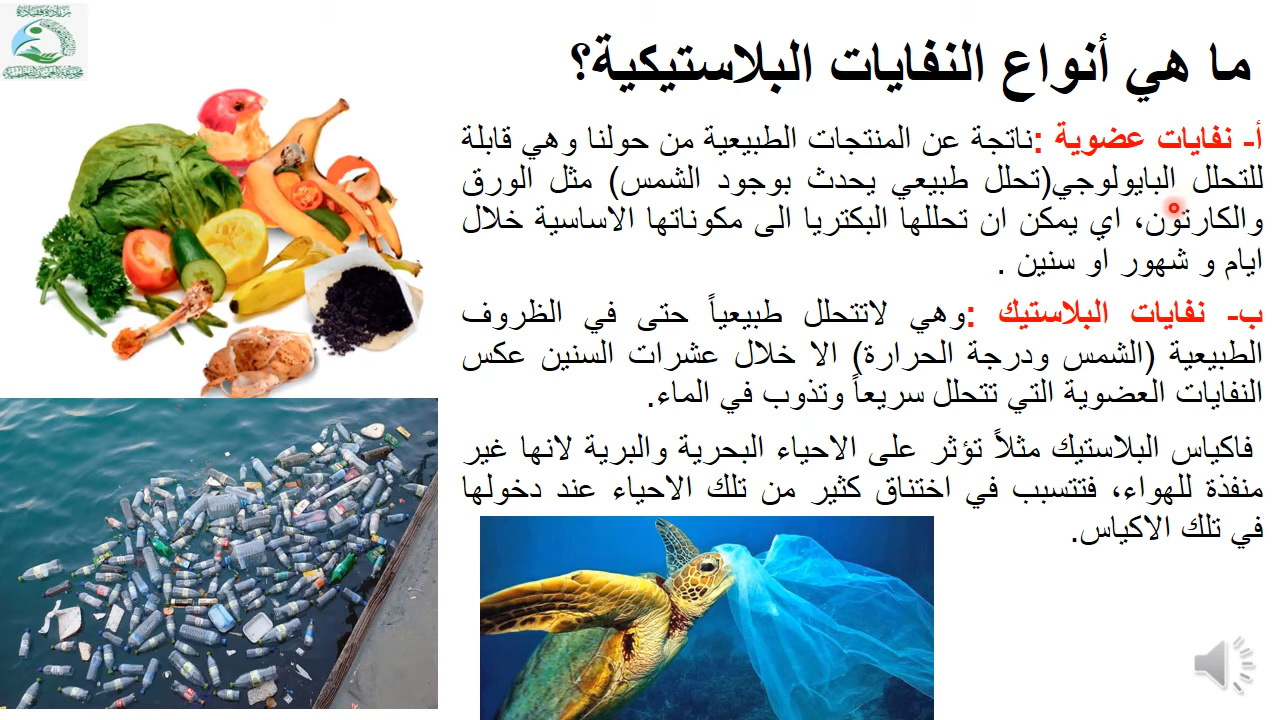 ما هي أنواع النفايات البلاستيكية؟
أ- نفايات عضوية :ناتجة عن المنتجات الطبيعية من حولنا وهي قابلة
للتحلل البايولوجي(تحلل طبيعي يحدث بوجود الشمس) مثل الورق
والكارتون، اي يمكن ان تحللها البكتريا الى مكوناتها الاساسية خلال
ايام و شهور او سنين .
ب- نفايات البلاستيك :وهي لاتتحلل طبيعياً حتى في الظروف
الطبيعية (الشمس ودرجة الحرارة) الا خلال عشرات السنين عكس
النفايات العضوية التي تتحلل سريعاً وتذوب في الماء.
فاكياس البلاستيك مثلاً تؤثر على الاحياء البحرية والبرية لانها غير
منفذة للهواء، فتتسبب في اختناق كثير من تلك الاحياء عند دخولها
في تلك الاكياس.